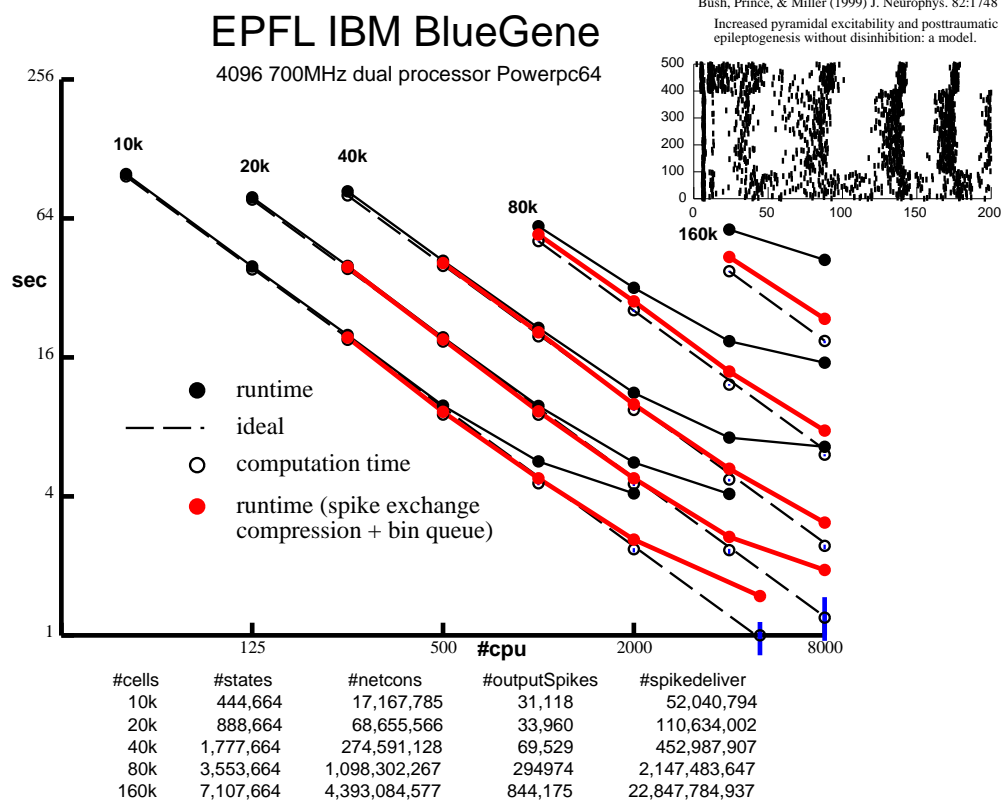 Bush, Prince, & Miller (1999) J. Neurophys. 82:1748
Increased pyramidal excitability and posttraumatic
epileptogenesis without disinhibition: a model.
EPFL IBM BlueGene
4096 700MHz dual processor Powerpc64
500
400
300
200
100
0
0 50 100 150 200
256
64
sec
16
4
1
10k
20k
40k
80k
160k
runtime
ideal
computation time
runtime (spike exchange
compression + bin queue)
125 500 #cpu 2000 8000
#cells #states #netcons #outputSpikes #spikedeliver
10k 444,664 17,167,785 31,118 52,040,794
20k 888,664 68,655,566 33,960 110,634,002
40k 1,777,664 274,591,128 69,529 452,987,907
80k 3,553,664 1,098,302,267 294974 2,147,483,647
160k 7,107,664 4,393,084,577 844,175 22,847,784,937